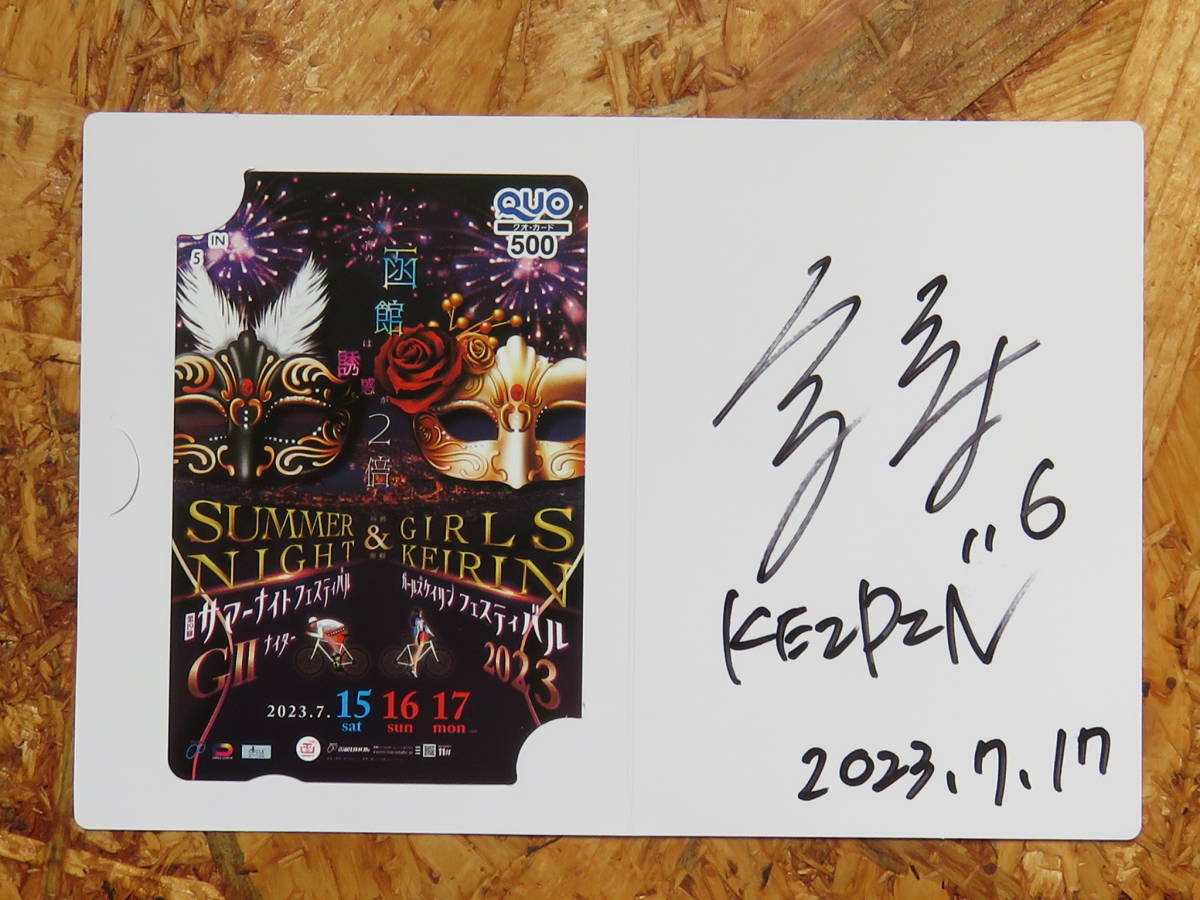 QUO
クオ・カード
500
IN
5
函館
は
誘惑が
2倍
SUMMER
NIGHT
&
GIRLS
KEIRIN
サマーナイトフェスティバル
GII ナイター
ガールズケイリンフェスティバル
2023
2023.7. 15 16 17
sat sun mon
"6
KEIRIN
2023.7.17